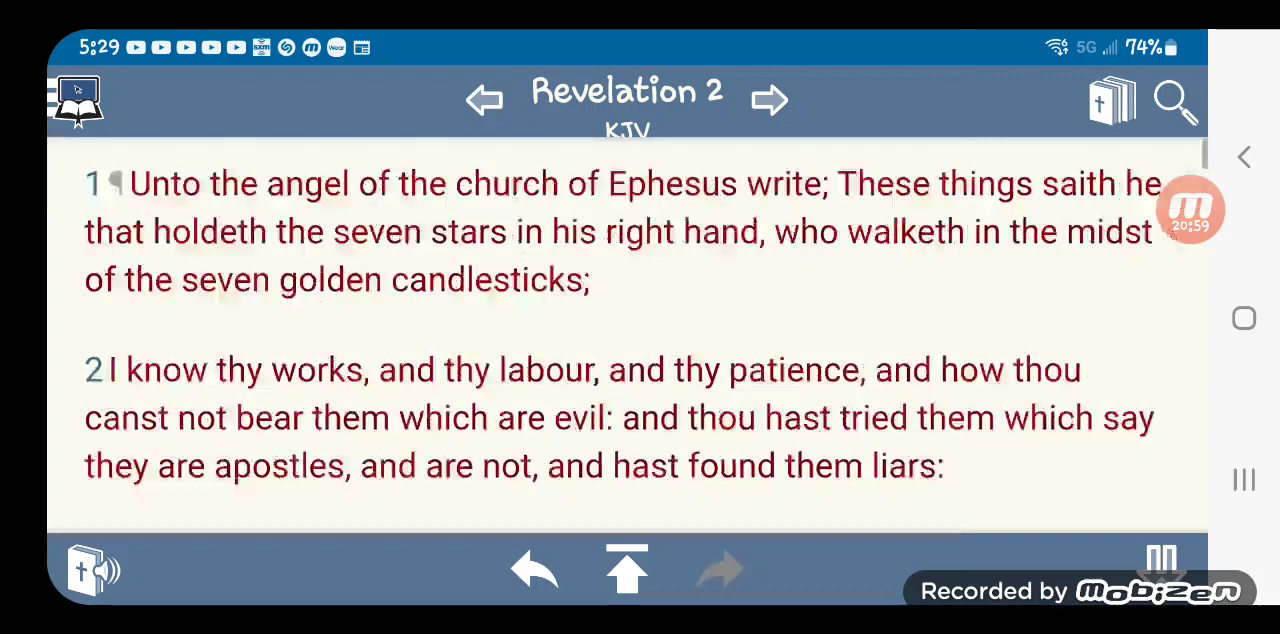 5:29 sxm m Wear 5G 74%
Revelation 2
KJV
1 ¶ Unto the angel of the church of Ephesus write; These things saith he
that holdeth the seven stars in his right hand, who walketh in the midst
of the seven golden candlesticks;
m
20:59
2 I know thy works, and thy labour, and thy patience, and how thou
canst not bear them which are evil: and thou hast tried them which say
they are apostles, and are not, and hast found them liars:
Recorded by mobizen